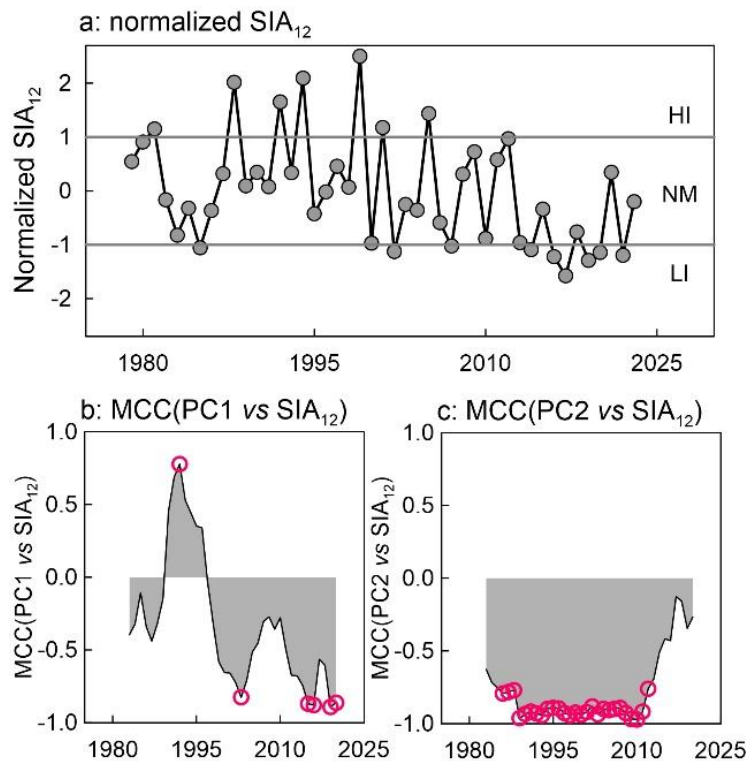 a: normalized SIA₁₂
Normalized SIA₁₂
2
1
0
-1
-2
HI
NM
LI
1980 1995 2010 2025
b: MCC(PC1 vs SIA₁₂)
MCC(PC1 vs SIA₁₂)
1.0
0.5
0.0
-0.5
-1.0
1980 1995 2010 2025
c: MCC(PC2 vs SIA₁₂)
MCC(PC2 vs SIA₁₂)
1.0
0.5
0.0
-0.5
-1.0
1980 1995 2010 2025